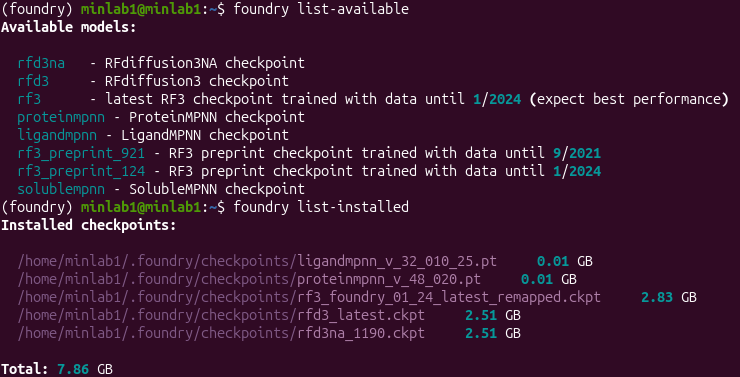 (foundry) minlab1@minlab1:~$ foundry list-available
Available models:
rfd3na - RFdiffusion3NA checkpoint
rfd3 - RFdiffusion3 checkpoint
rf3 - latest RF3 checkpoint trained with data until 1/2024 (expect best performance)
proteinmpnn - ProteinMPNN checkpoint
ligandmpnn - LigandMPNN checkpoint
rf3_preprint_921 - RF3 preprint checkpoint trained with data until 9/2021
rf3_preprint_124 - RF3 preprint checkpoint trained with data until 1/2024
solublempnn - SolubleMPNN checkpoint
(foundry) minlab1@minlab1:~$ foundry list-installed
Installed checkpoints:
/home/minlab1/.foundry/checkpoints/ligandmpnn_v_32_010_25.pt 0.01 GB
/home/minlab1/.foundry/checkpoints/proteinmpnn_v_48_020.pt 0.01 GB
/home/minlab1/.foundry/checkpoints/rf3_foundry_01_24_latest_remapped.ckpt 2.83 GB
/home/minlab1/.foundry/checkpoints/rfd3_latest.ckpt 2.51 GB
/home/minlab1/.foundry/checkpoints/rfd3na_1190.ckpt 2.51 GB
Total: 7.86 GB